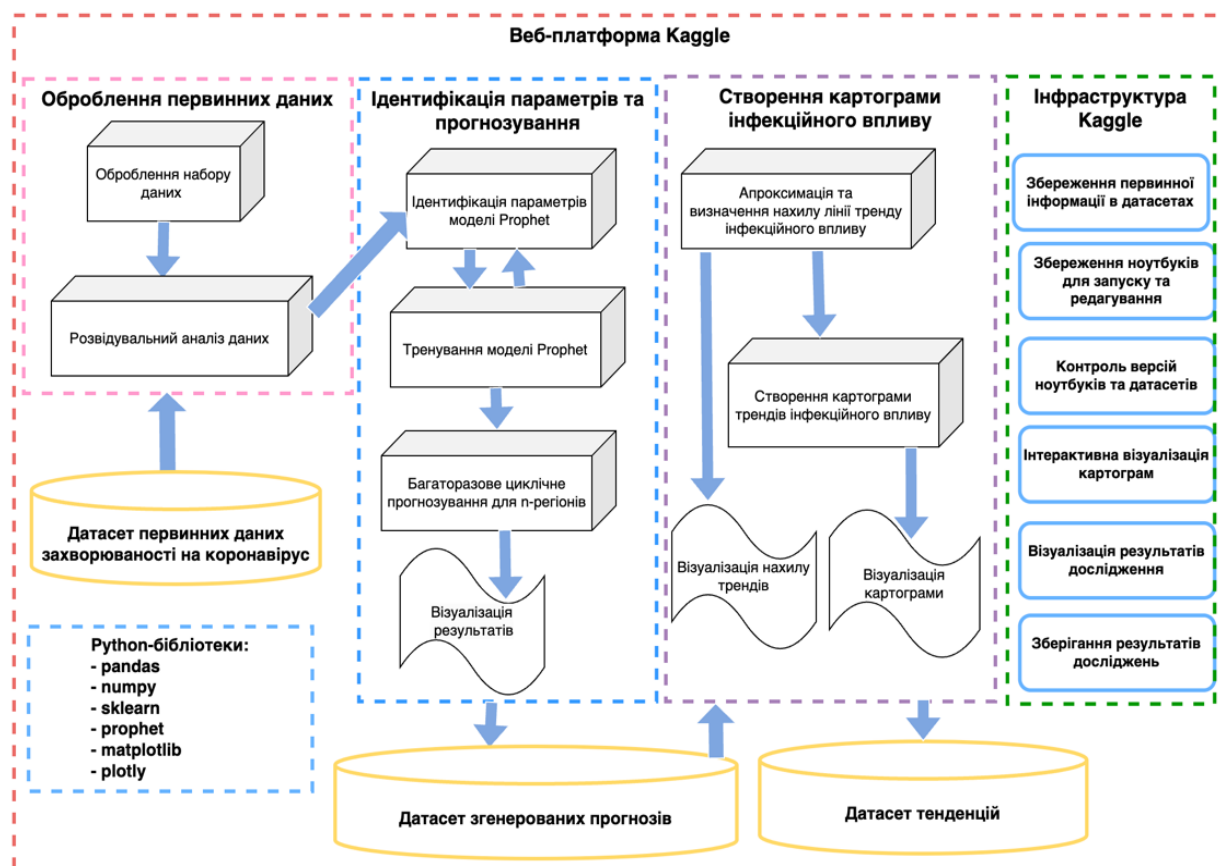 Веб-платформа Kaggle
Оброблення первинних даних
Оброблення набору
даних
Розвідувальний аналіз даних
Датасет первинних даних
захворюваності на коронавірус
Python-бібліотеки:
- pandas
- numpy
- sklearn
- prophet
- matplotlib
- plotly
Ідентифікація параметрів та
прогнозування
Ідентифікація параметрів
моделі Prophet
Тренування моделі Prophet
Багаторазове циклічне
прогнозування для n-регіонів
Візуалізація
результатів
Датасет згенерованих прогнозів
Створення картограми
інфекційного впливу
Апроксимація та
визначення нахилу лінії тренду
інфекційного впливу
Створення картограми
трендів інфекційного впливу
Візуалізація нахилу
трендів
Візуалізація
картограми
Датасет тенденцій
Інфраструктура
Kaggle
Збереження первинної
інформації в датасетах
Збереження ноутбуків
для запуску та
редагування
Контроль версій
ноутбуків та датасетів
Інтерактивна візуалізація
картограм
Візуалізація результатів
дослідження
Зберігання результатів
досліджень